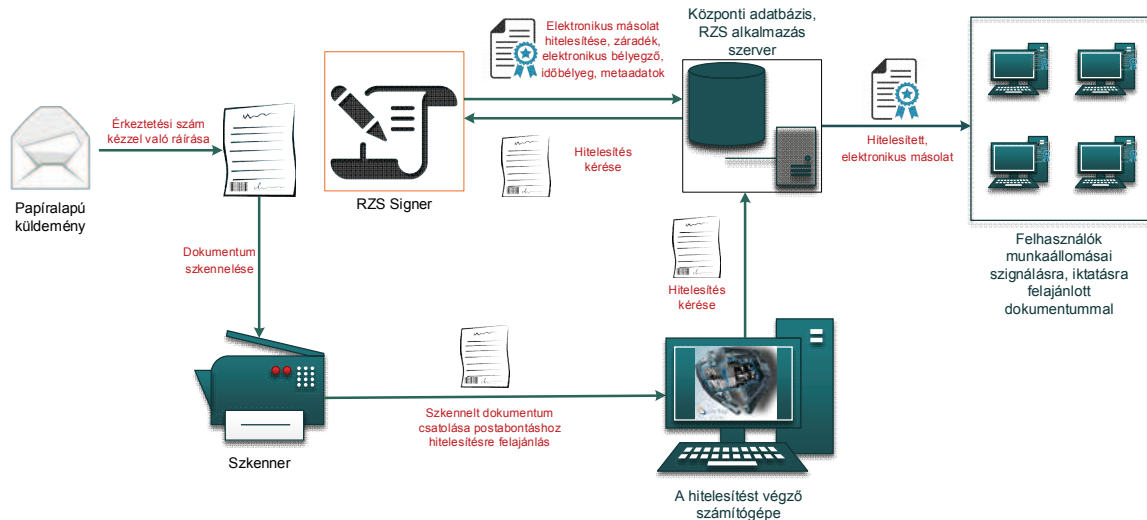 Elektronikus másolat
hitelesítése, záradék,
elektronikus bélyegző,
időbélyeg, metaadatok
Központi adatbázis,
RZS alkalmazás
szerver
Érkeztetési szám
kézzel való ráírása
Hitelesítés
kérése
Hitelesített,
elektronikus másolat
Papíralapú
küldemény
RZS Signer
Dokumentum
szkennelése
Hitelesítés
kérése
Felhasználók
munkaállomásai
szignálásra, iktatásra
felajánlott
dokumentummal
Szkennelt dokumentum
csatolása postabontáshoz
hitelesítésre felajánlás
Szkenner
A hitelesítést végző
számítógépe